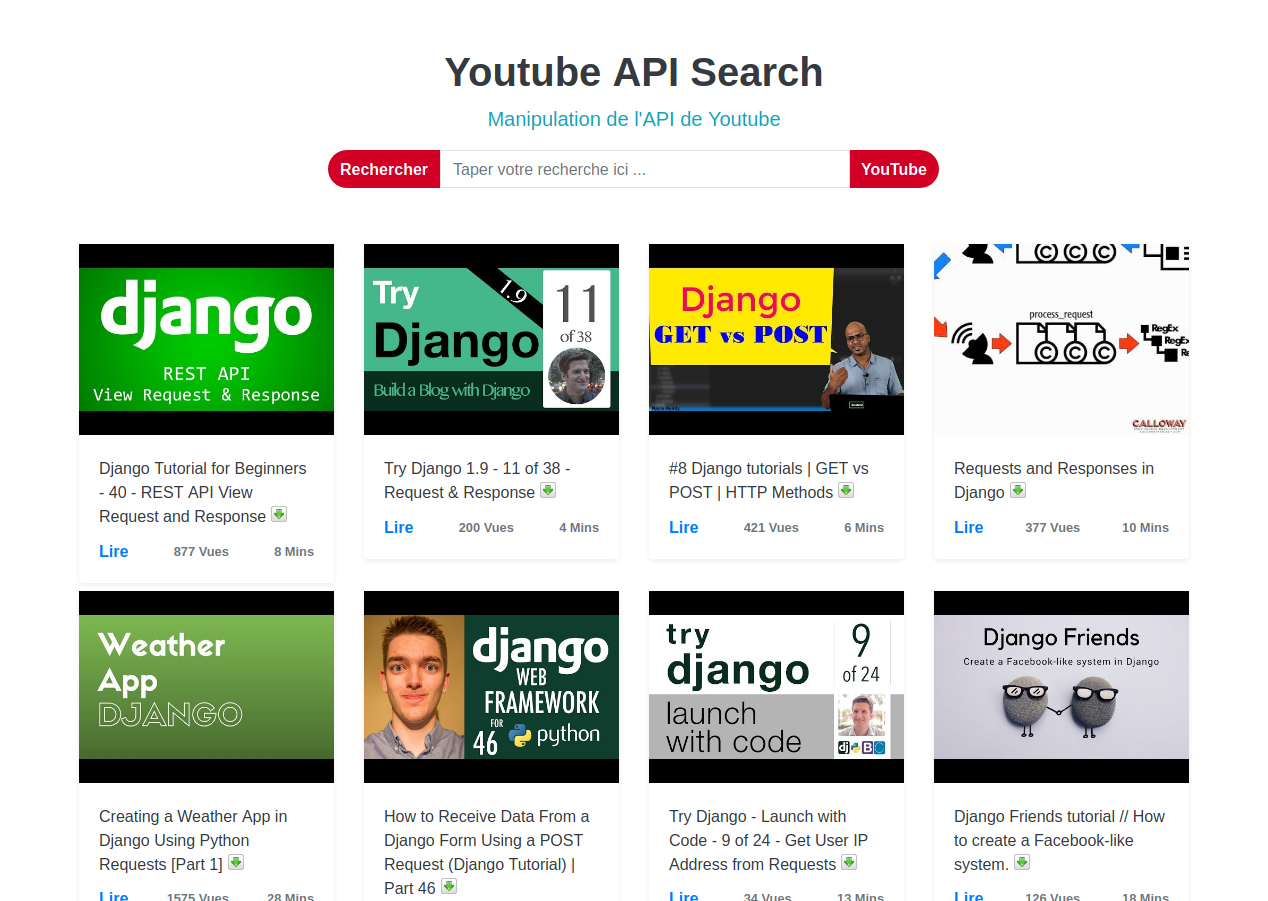 Youtube API Search
Manipulation de l'API de Youtube
Rechercher Taper votre recherche ici ... YouTube
django
REST API
View Request & Response
Django Tutorial for Beginners
- 40 - REST API View
Request and Response
Lire 877 Vues 8 Mins
Try
1.9
Django
Build a Blog with Django
11
of 38
Try Django 1.9 - 11 of 38 -
Request & Response
Lire 200 Vues 4 Mins
Django
GET vs POST
#8 Django tutorials | GET vs
POST | HTTP Methods
Lire 421 Vues 6 Mins
C C C
process_request
C C C
RegEx
RegEx
CALLOWAY
Requests and Responses in
Django
Lire 377 Vues 10 Mins
Weather
App
DJANGO
Creating a Weather App in
Django Using Python
Requests [Part 1]
Lire 1575 Vues 28 Mins
django
WEB
FRAMEWORK
FOR
46 python
How to Receive Data From a
Django Form Using a POST
Request (Django Tutorial) |
Part 46
try
django
9
of 24
launch
with code
dj B
Try Django - Launch with
Code - 9 of 24 - Get User IP
Address from Requests
Lire 34 Vues 13 Mins
Django Friends
Create a Facebook-like system in Django
Django Friends tutorial // How
to create a Facebook-like
system.
Lire 126 Vues 18 Mins